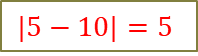 |5 − 10| = 5